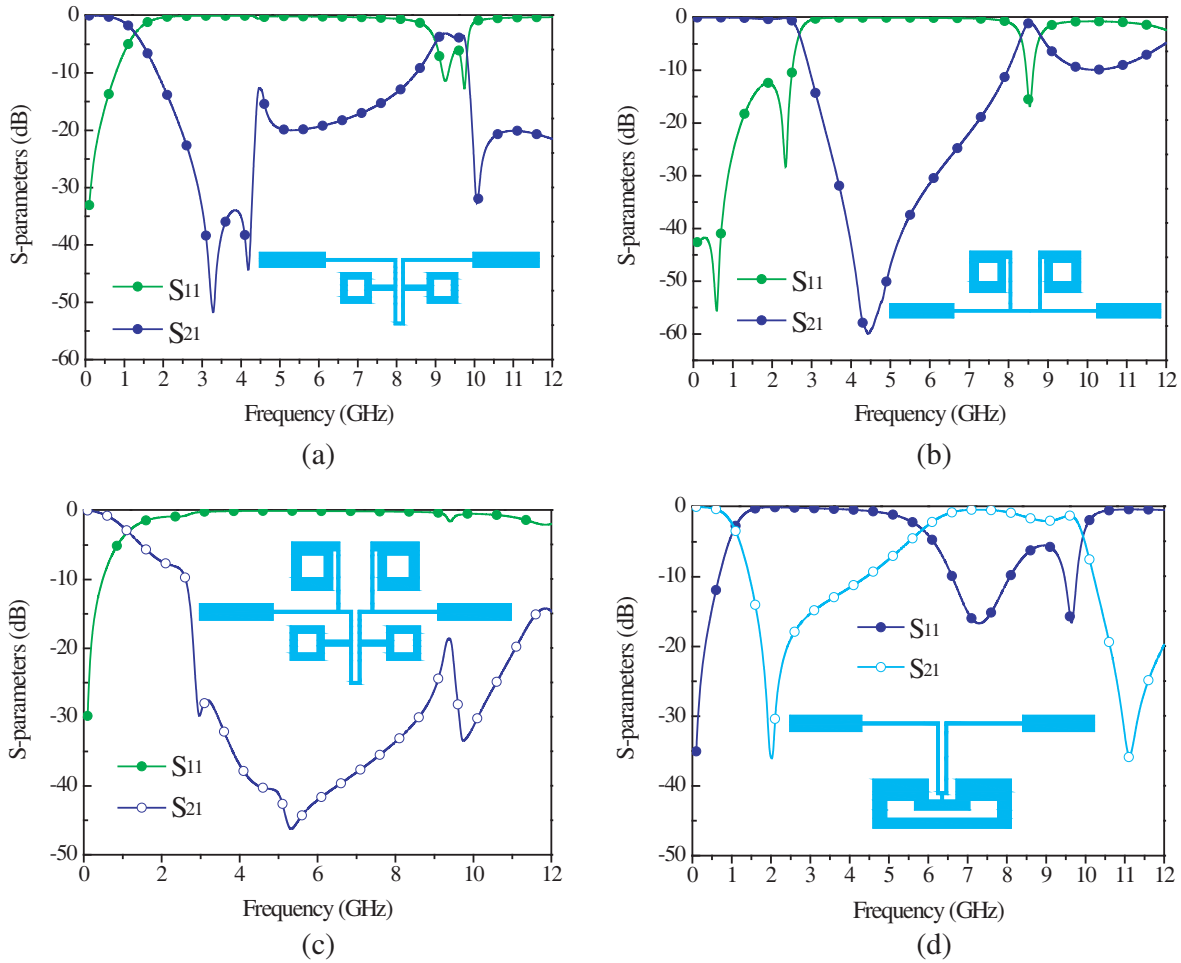 0
-10
-20
-30
-40
-50
-60
S-parameters (dB)
S11
S21
0 1 2 3 4 5 6 7 8 9 10 11 12
Frequency (GHz)
(a)
0
-10
-20
-30
-40
-50
-60
S-parameters (dB)
S11
S21
0 1 2 3 4 5 6 7 8 9 10 11 12
Frequency (GHz)
(b)
0
-10
-20
-30
-40
-50
S-parameters (dB)
S11
S21
0 2 4 6 8 10 12
Frequency (GHz)
(c)
0
-10
-20
-30
-40
-50
S-parameters (dB)
S11
S21
0 1 2 3 4 5 6 7 8 9 10 11 12
Frequency (GHz)
(d)